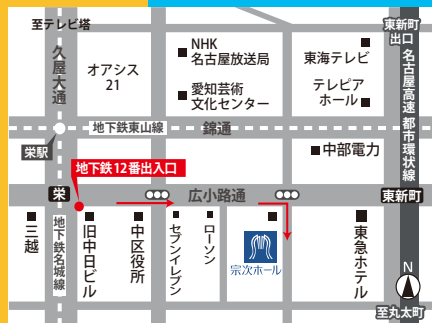 至テレビ塔
久屋大通
オアシス
21
NHK
名古屋放送局
愛知芸術
文化センター
東海テレビ
テレピア
ホール
東新町
出口
名古屋高速 都市環状線
地下鉄東山線
錦通
栄駅
中部電力
地下鉄12番出入口
栄
広小路通
東新町
三越
地下鉄名城線
旧中日ビル
中区役所
セブンイレブン
ローソン
宗次ホール
東急ホテル
N
至丸太町